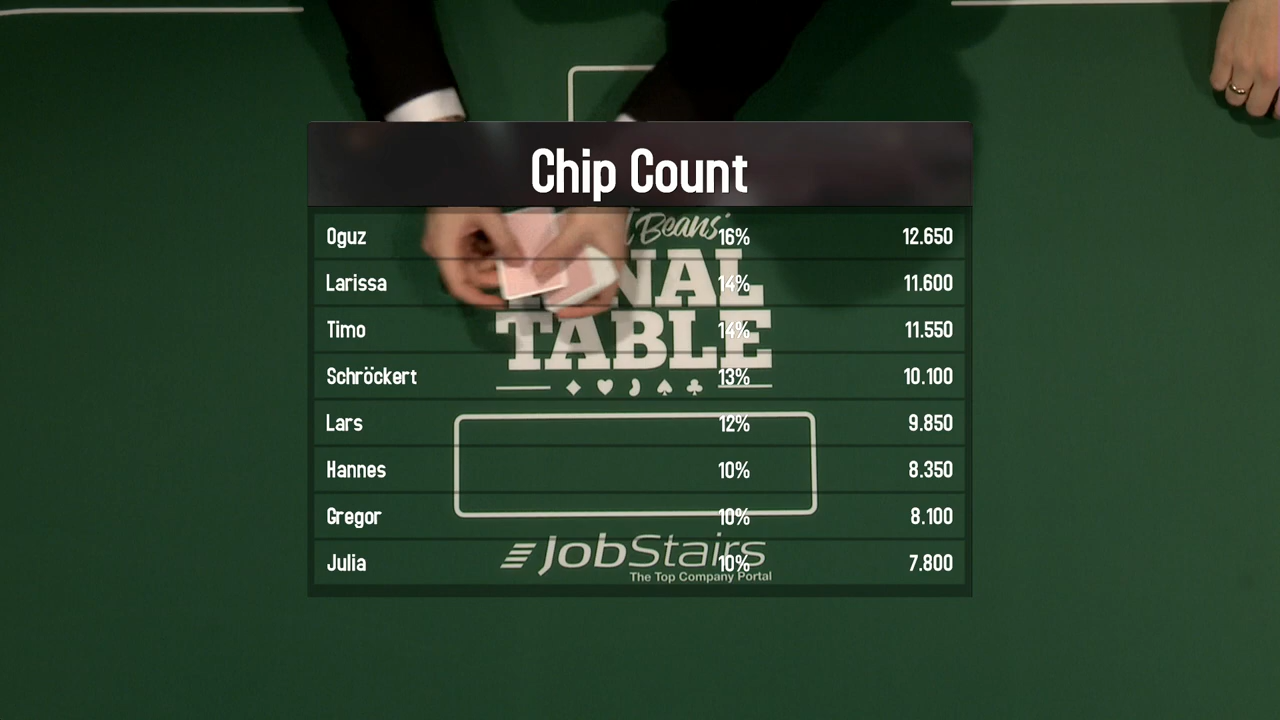 Chip Count
Beans'
Oguz 16% 12.650
Larissa 14% 11.600
Timo 14% 11.550
TABLE
Schröckert 13% 10.100
Lars 12% 9.850
Hannes 10% 8.350
Gregor 10% 8.100
JobStairs
Julia 10% 7.800
The Top Company Portal